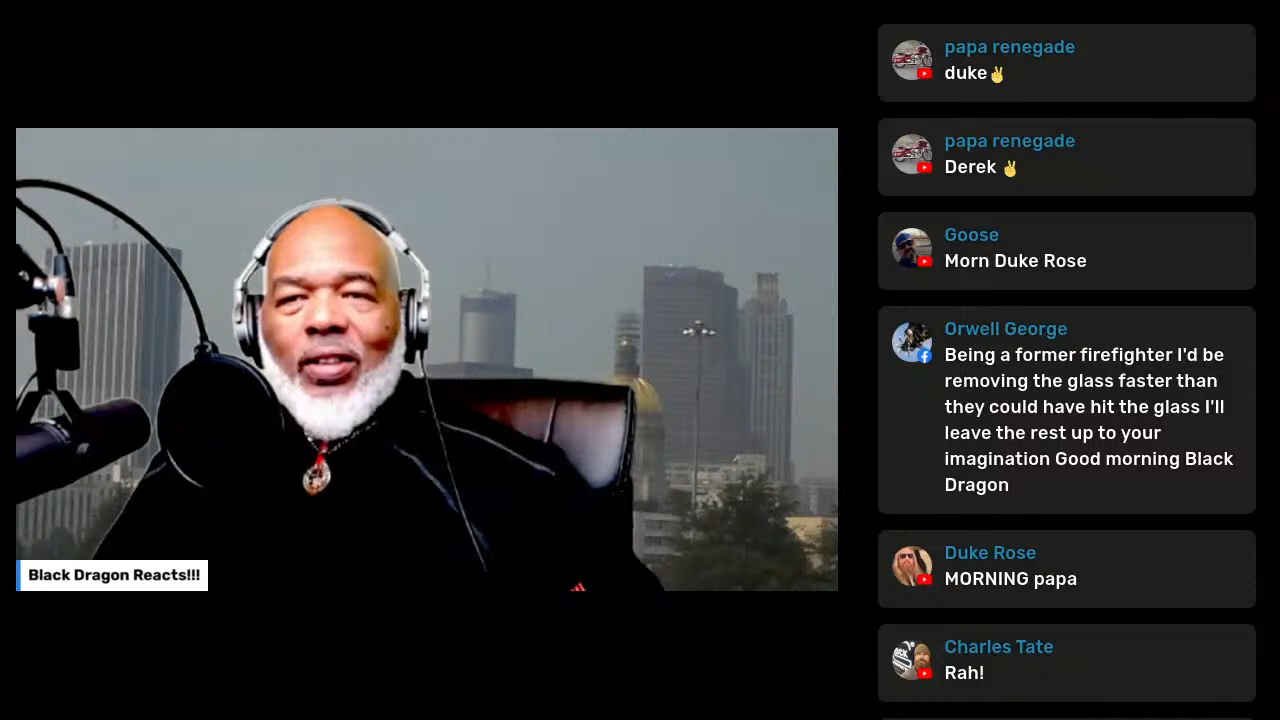 Black Dragon Reacts!!!
papa renegade
duke✌
papa renegade
Derek ✌
Goose
Morn Duke Rose
Orwell George
Being a former firefighter I'd be
removing the glass faster than
they could have hit the glass I'll
leave the rest up to your
imagination Good morning Black
Dragon
Duke Rose
MORNING papa
Charles Tate
Rah!